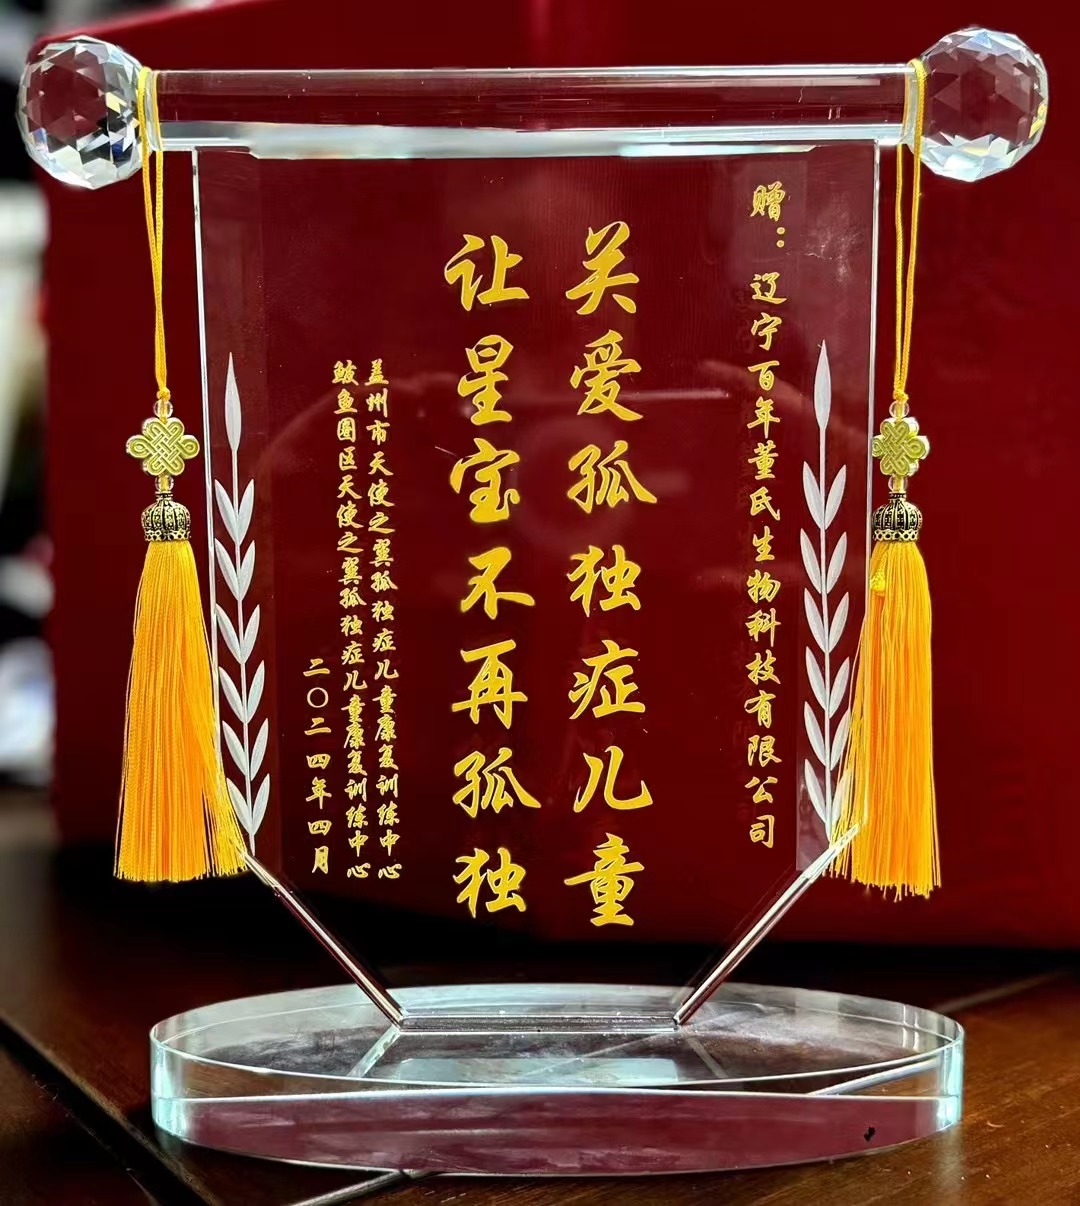 赠：辽宁百年董氏生物科技有限公司
关爱孤独症儿童
让星宝不再孤独
盖州市天使之翼孤独症儿童康复训练中心
鲅鱼圈区天使之翼孤独症儿童康复训练中心
二〇二四年四月